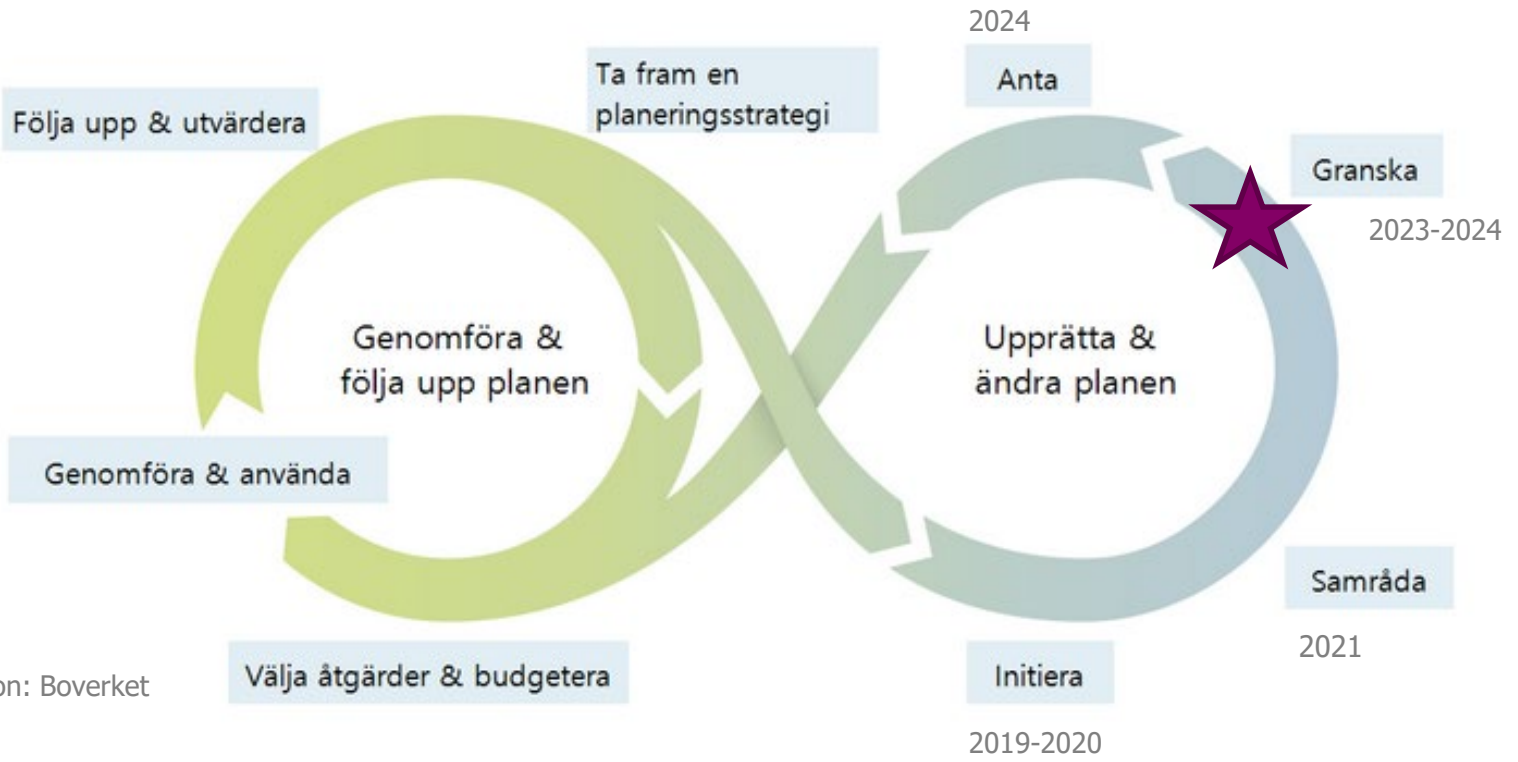 2024
Anta
Ta fram en
planeringsstrategi
Följa upp & utvärdera
Granska
2023-2024
Genomföra &
följa upp planen
Upprätta &
ändra planen
Genomföra & använda
Samråda
2021
Välja åtgärder & budgetera
Initiera
2019-2020
on: Boverket